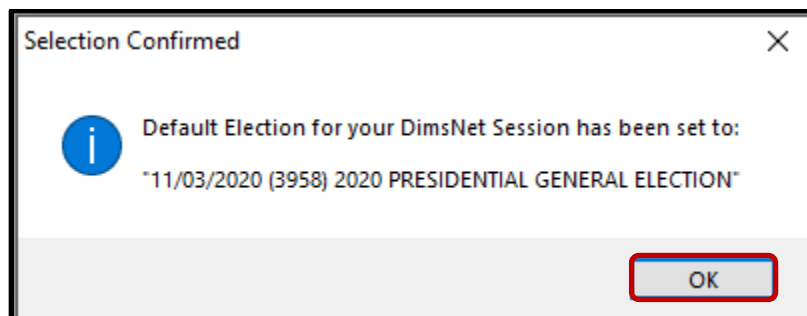 Selection Confirmed
Default Election for your DimsNet Session has been set to:
"11/03/2020 (3958) 2020 PRESIDENTIAL GENERAL ELECTION"
OK